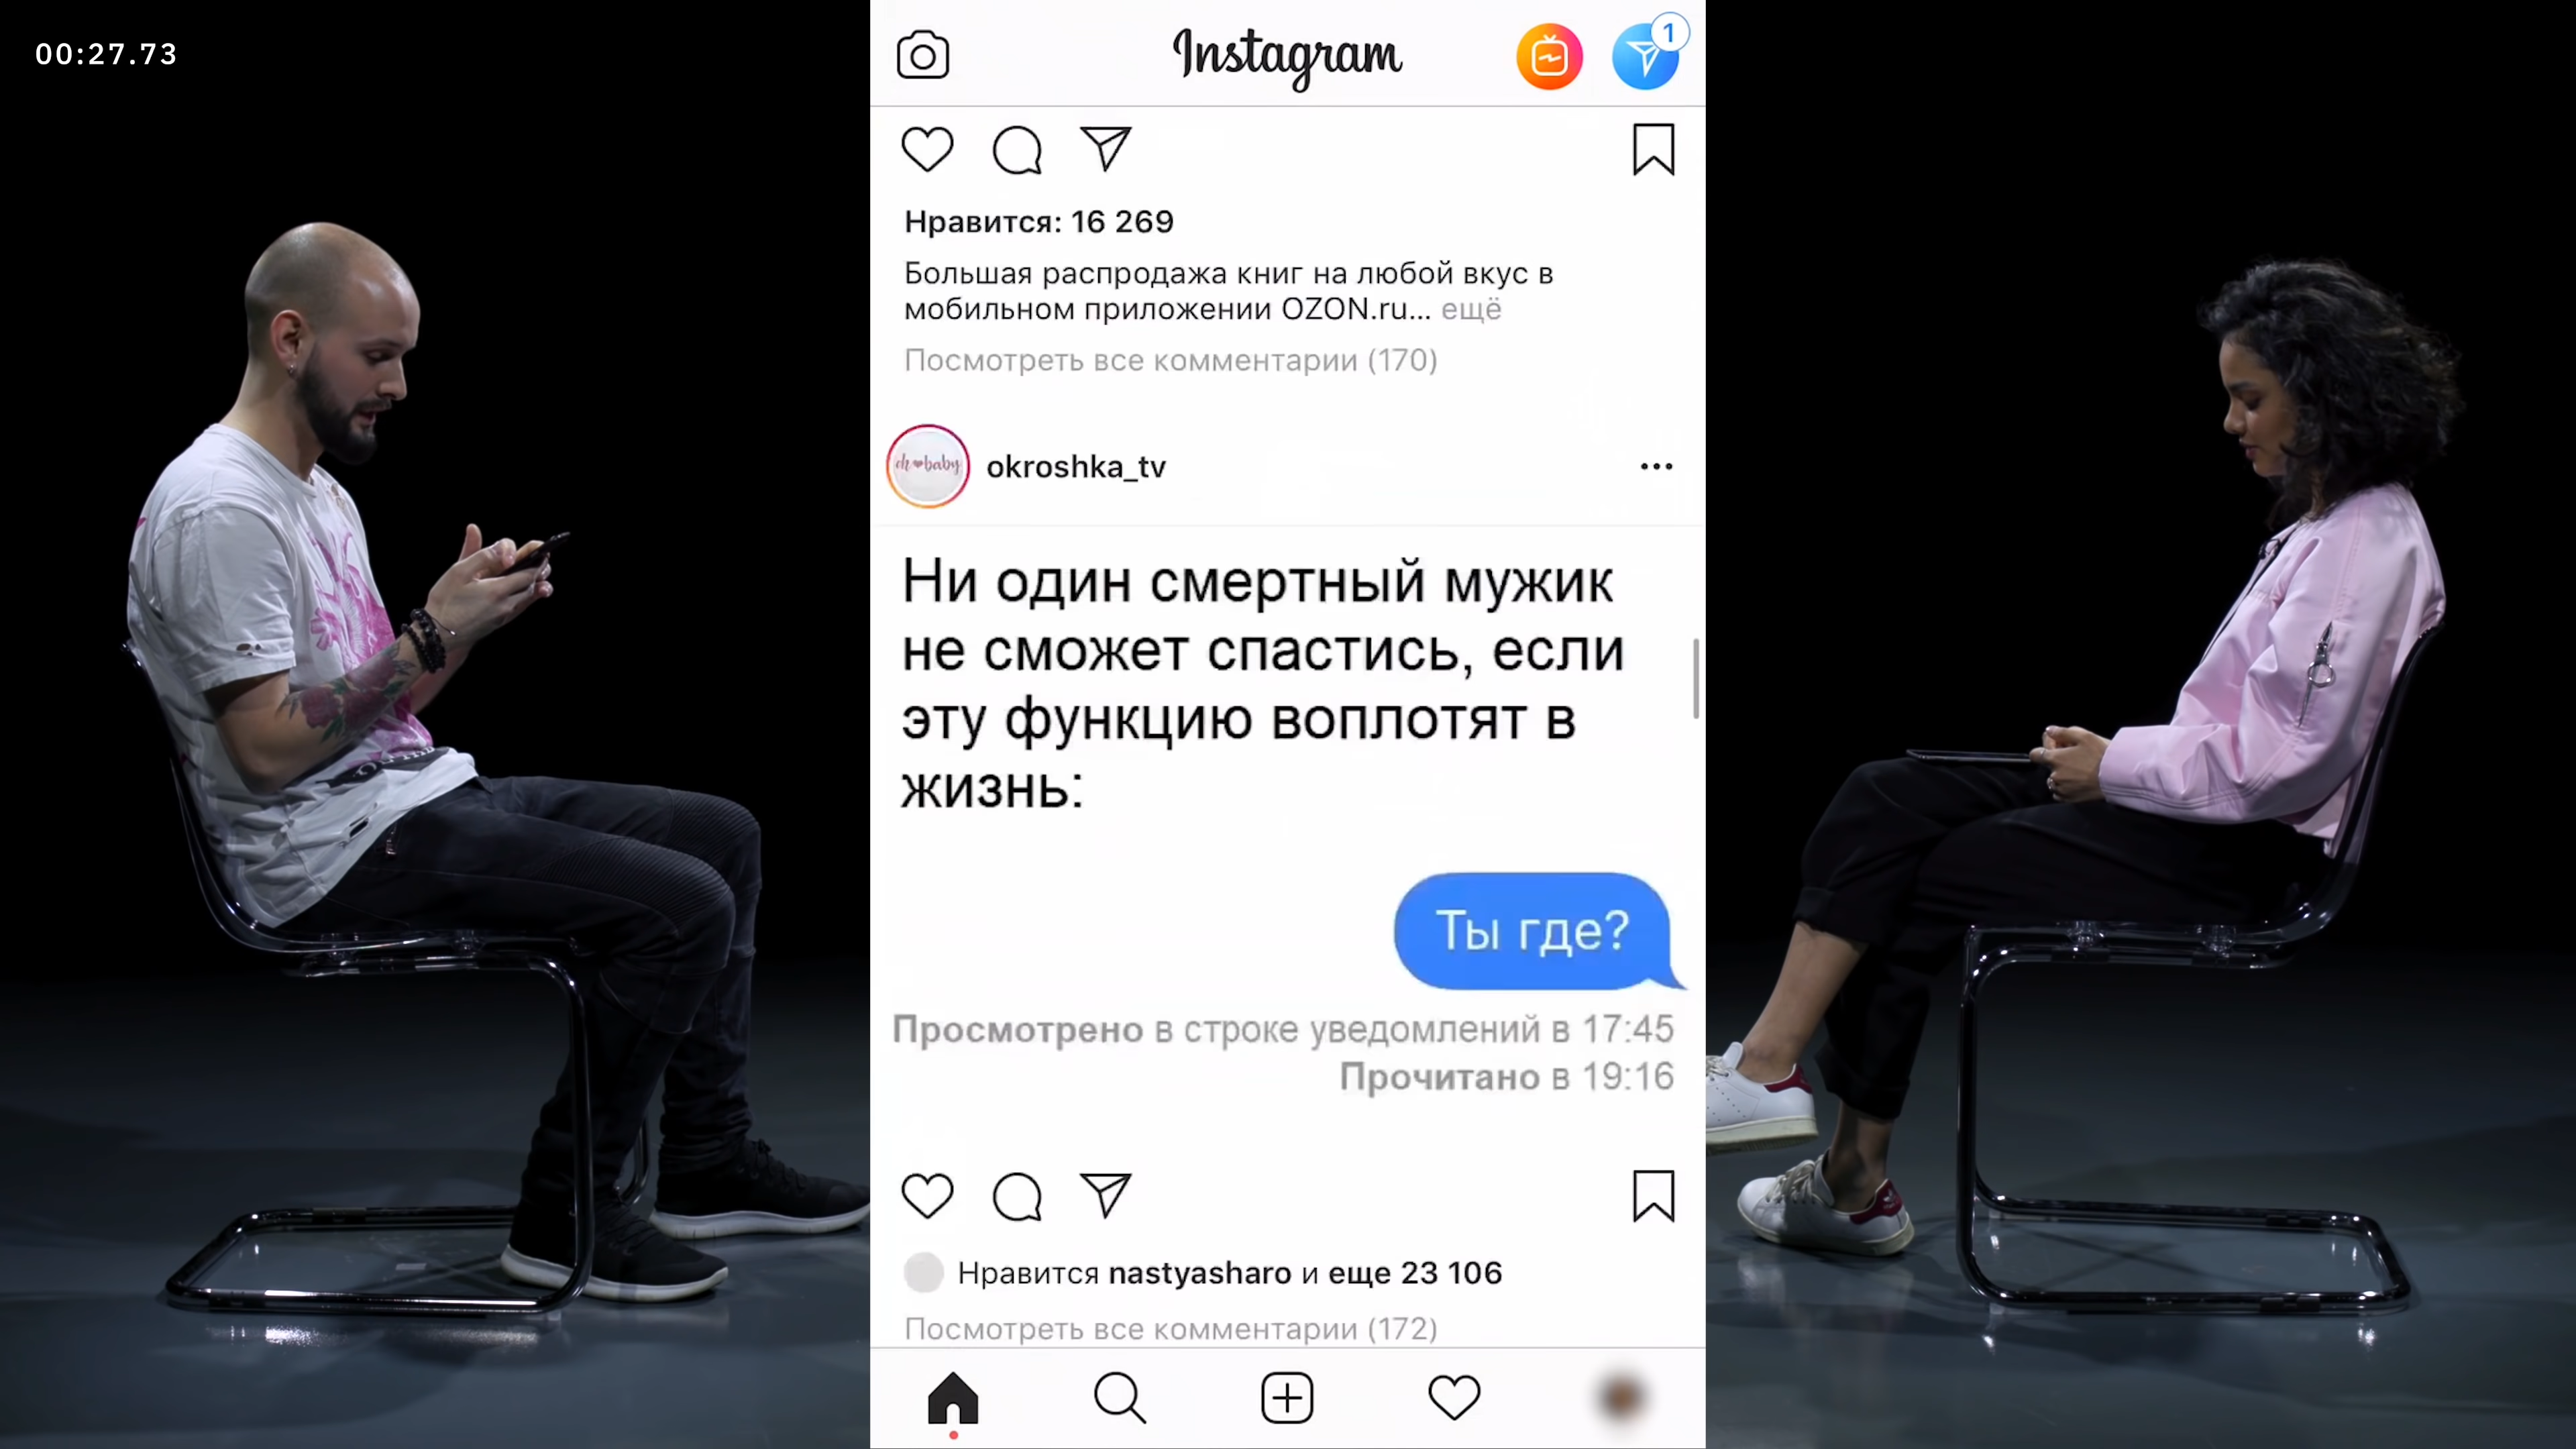 00:27.73
Instagram
1
Нравится: 16 269
Большая распродажа книг на любой вкус в
мобильном приложении OZON.ru... ещё
Посмотреть все комментарии (170)
oh♥baby
okroshka_tv
Ни один смертный мужик
не сможет спастись, если
эту функцию воплотят в
жизнь:
Ты где?
Просмотрено в строке уведомлений в 17:45
Прочитано в 19:16
Нравится nastyasharo и еще 23 106
Посмотреть все комментарии (172)